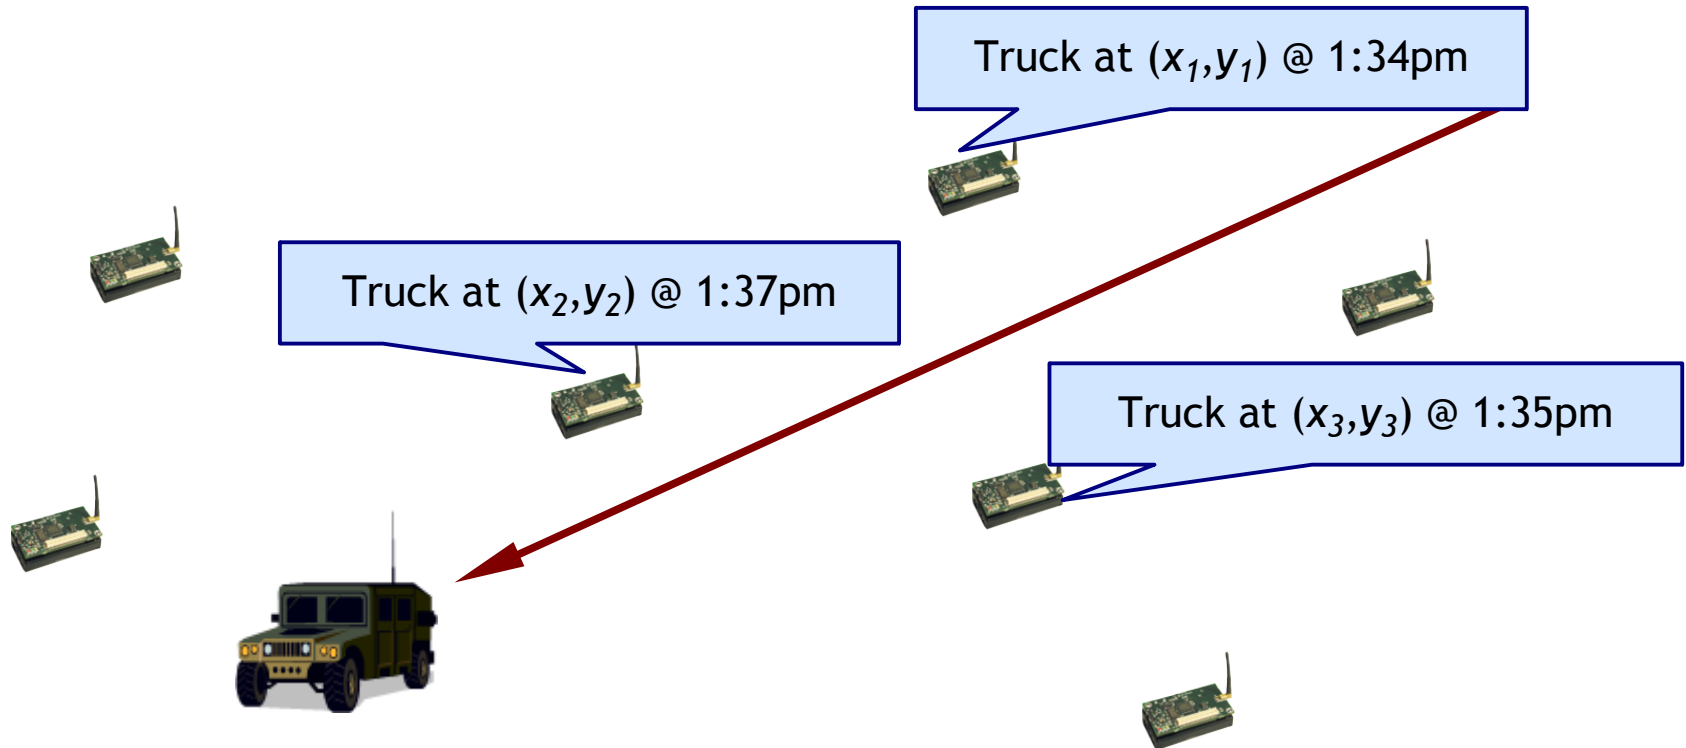 Truck at (x₁,y₁) @ 1:34pm
Truck at (x₂,y₂) @ 1:37pm
Truck at (x₃,y₃) @ 1:35pm